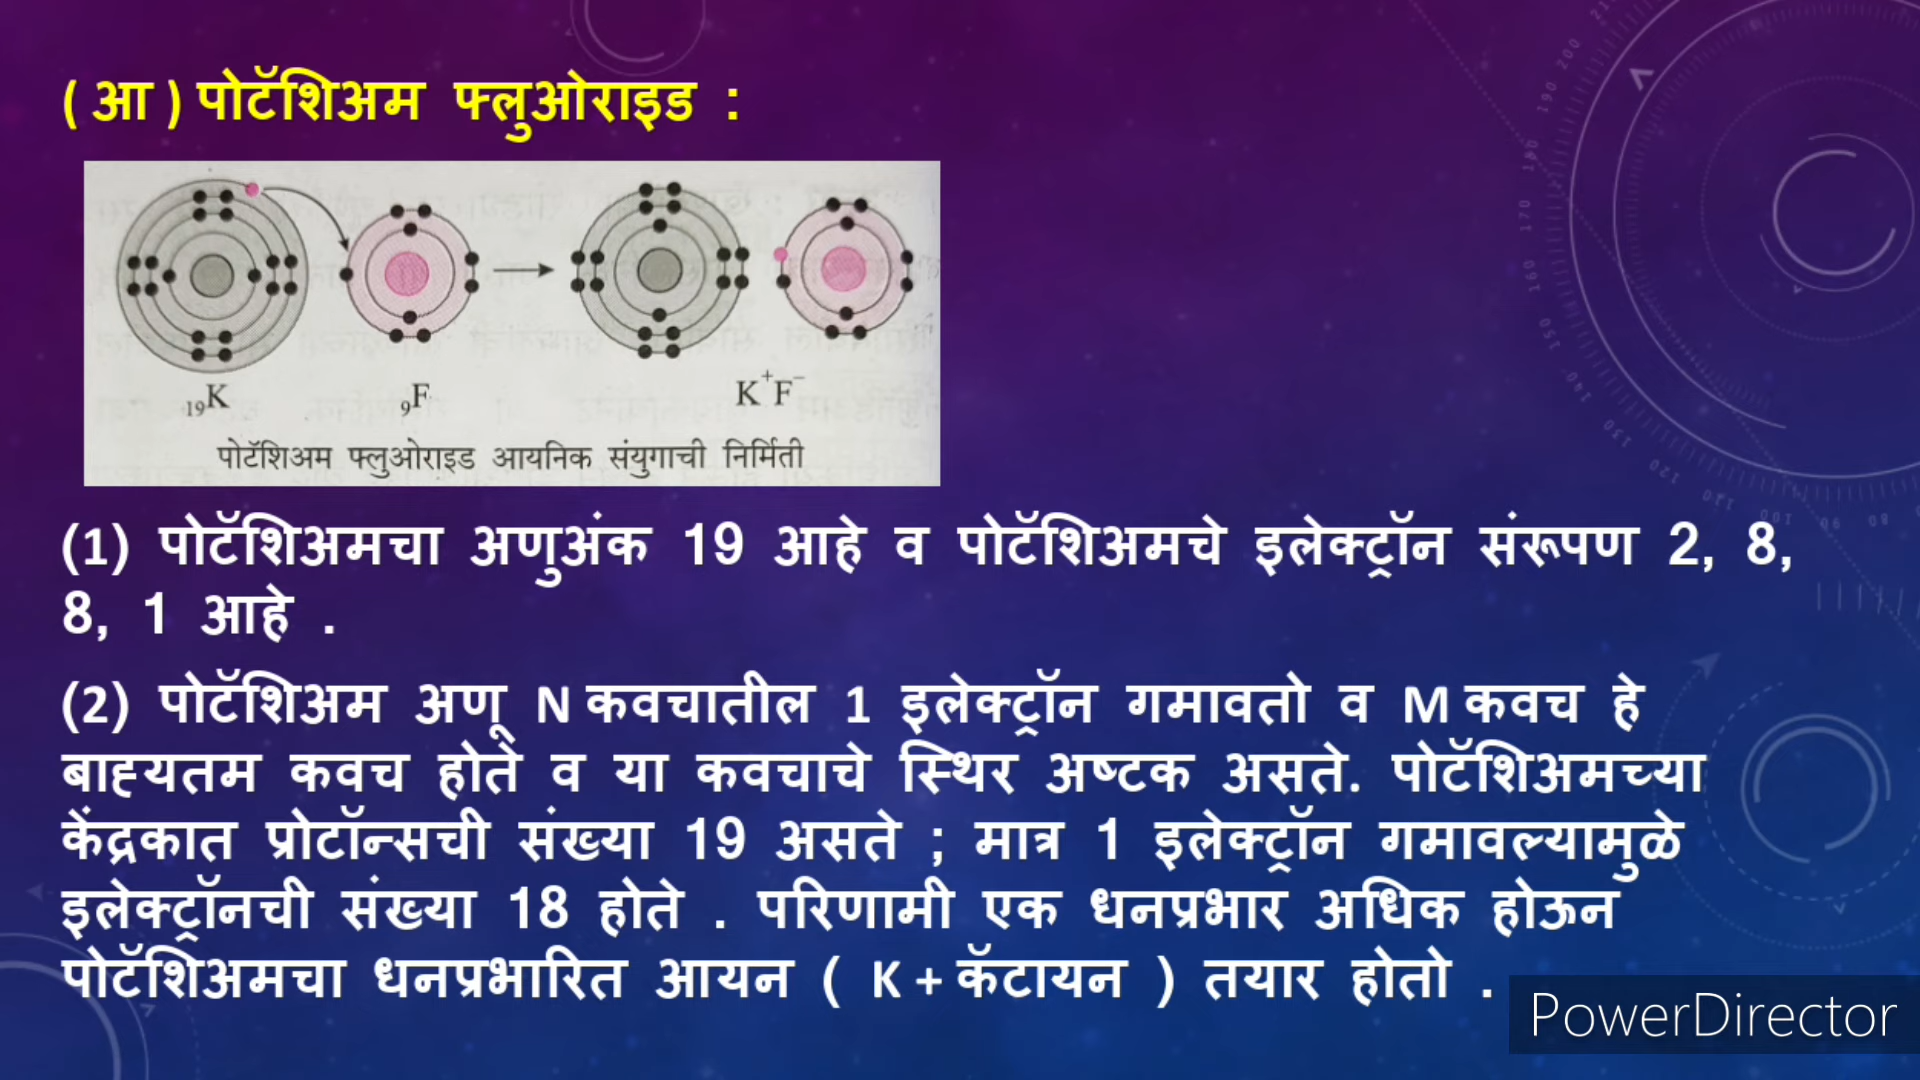 ( आ ) पोटॅशिअम फ्लुओराइड :
₁₉K ₉F K⁺F⁻
पोटॅशिअम फ्लुओराइड आयनिक संयुगाची निर्मिती
(1) पोटॅशिअमचा अणुअंक 19 आहे व पोटॅशिअमचे इलेक्ट्रॉन संरूपण 2, 8,
8, 1 आहे .
(2) पोटॅशिअम अणू N कवचातील 1 इलेक्ट्रॉन गमावतो व M कवच हे
बाह्यतम कवच होते व या कवचाचे स्थिर अष्टक असते. पोटॅशिअमच्या
केंद्रकात प्रोटॉन्सची संख्या 19 असते ; मात्र 1 इलेक्ट्रॉन गमावल्यामुळे
इलेक्ट्रॉनची संख्या 18 होते . परिणामी एक धनप्रभार अधिक होऊन
पोटॅशिअमचा धनप्रभारित आयन ( K + कॅटायन ) तयार होतो .
PowerDirector